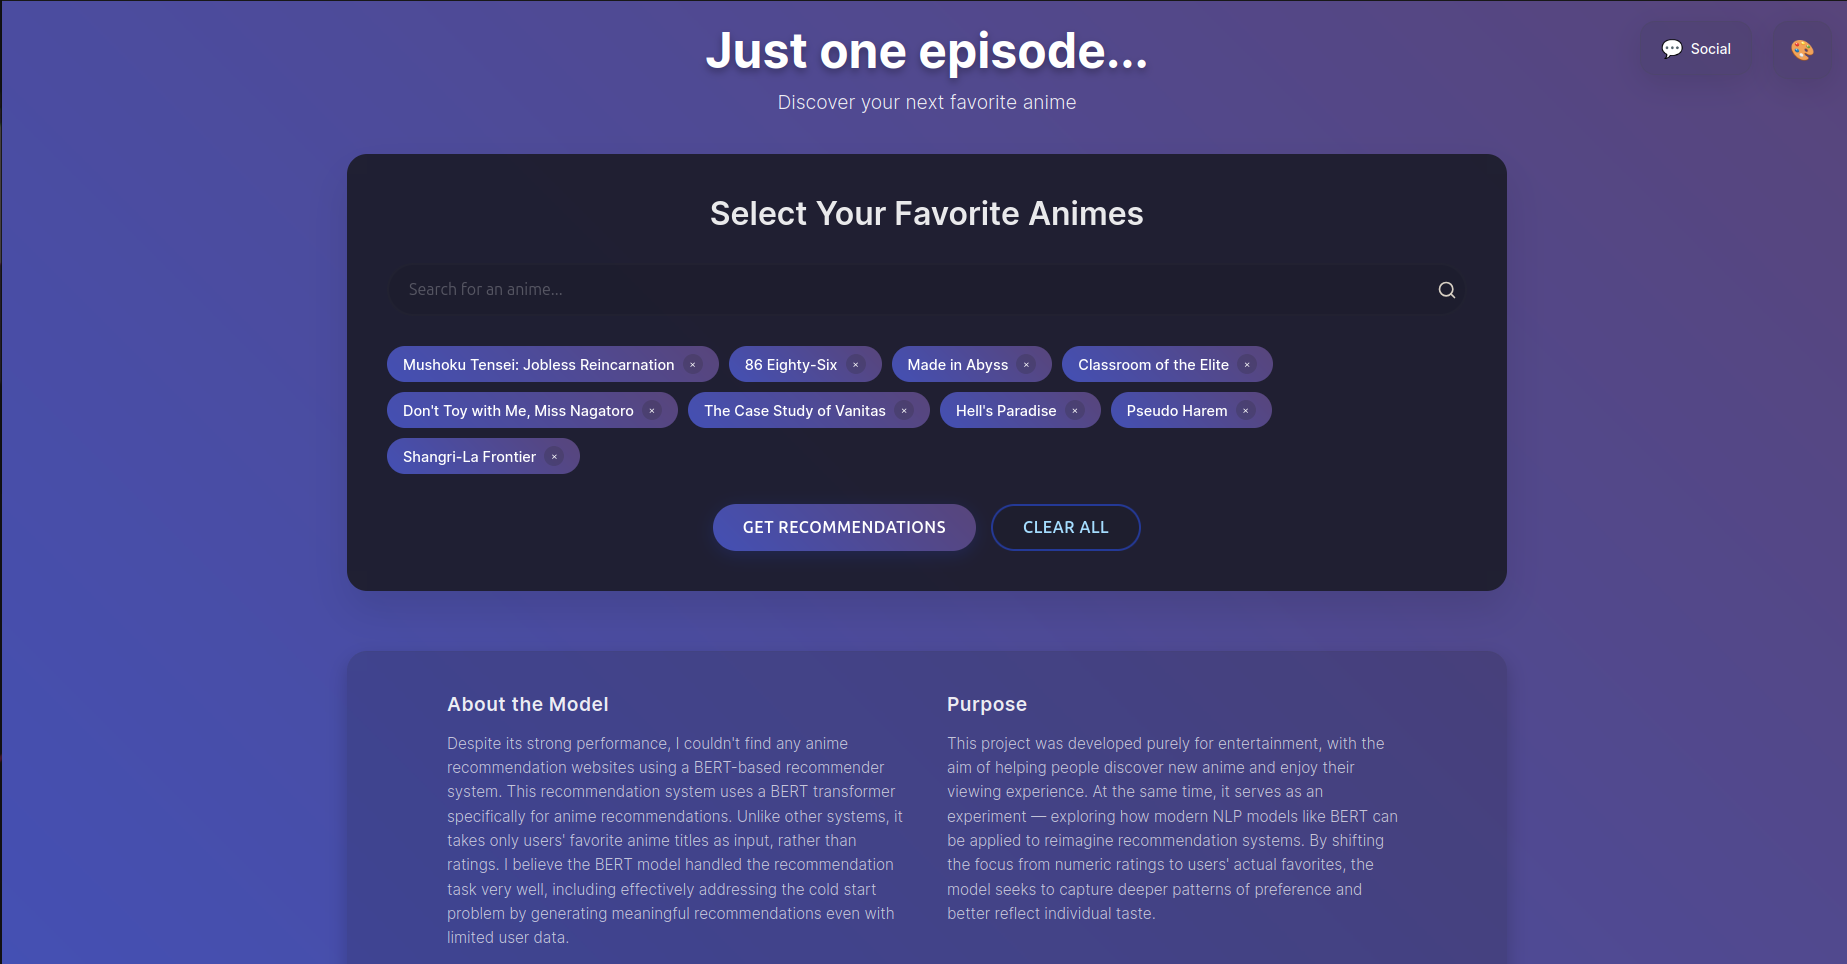 Just one episode...
💬 Social
🎨
Discover your next favorite anime
Select Your Favorite Animes
Search for an anime...
Mushoku Tensei: Jobless Reincarnation × 86 Eighty-Six × Made in Abyss × Classroom of the Elite ×
Don't Toy with Me, Miss Nagatoro × The Case Study of Vanitas × Hell's Paradise × Pseudo Harem ×
Shangri-La Frontier ×
GET RECOMMENDATIONS CLEAR ALL
About the Model
Despite its strong performance, I couldn't find any anime
recommendation websites using a BERT-based recommender
system. This recommendation system uses a BERT transformer
specifically for anime recommendations. Unlike other systems, it
takes only users' favorite anime titles as input, rather than
ratings. I believe the BERT model handled the recommendation
task very well, including effectively addressing the cold start
problem by generating meaningful recommendations even with
limited user data.
Purpose
This project was developed purely for entertainment, with the
aim of helping people discover new anime and enjoy their
viewing experience. At the same time, it serves as an
experiment — exploring how modern NLP models like BERT can
be applied to reimagine recommendation systems. By shifting
the focus from numeric ratings to users' actual favorites, the
model seeks to capture deeper patterns of preference and
better reflect individual taste.